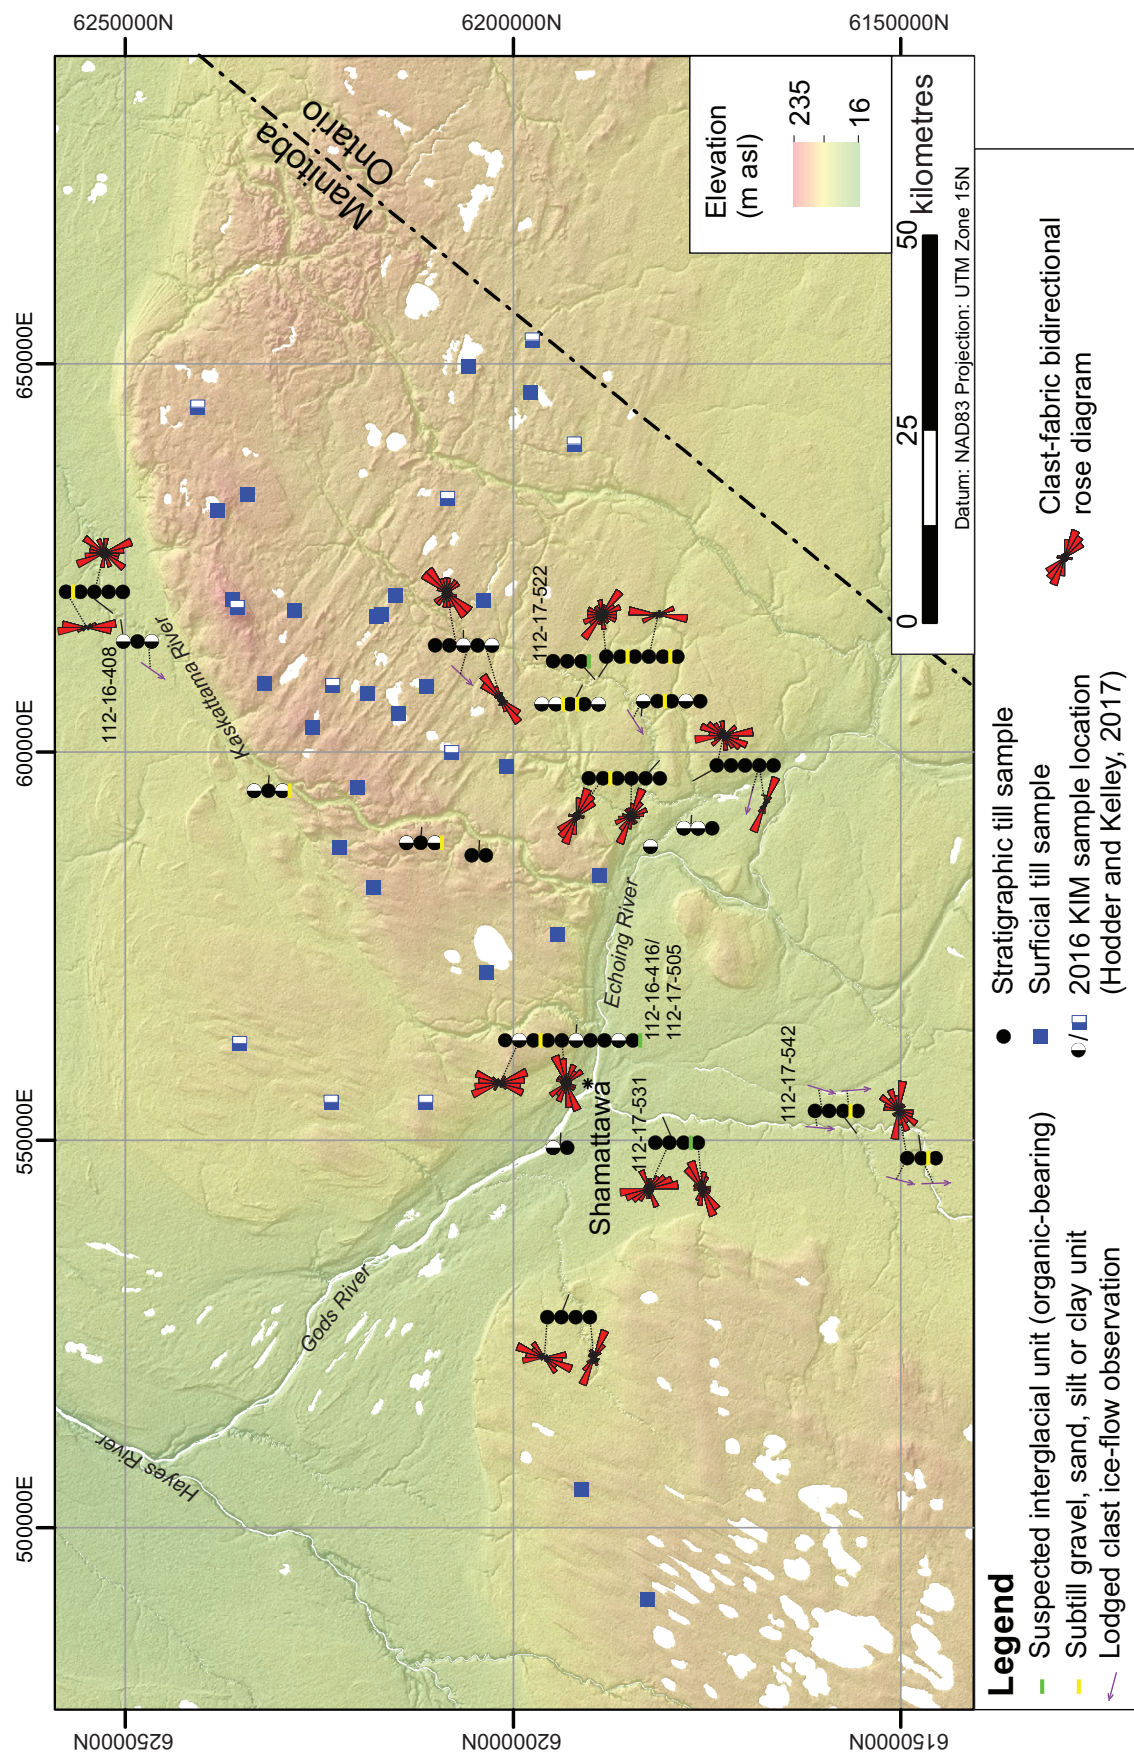 500000E
550000E
600000E
650000E
6250000N
6200000N
6150000N
6250000N
6200000N
6150000N
Hayes River
Gods River
Kaskattama River
Echoing River
Shamattawa
Manitoba
Ontario
112-16-408
112-17-522
112-16-416/
112-17-505
112-17-531
112-17-542
Elevation
(m asl)
235
16
0
25
50
kilometres
Datum: NAD83 Projection: UTM Zone 15N
Legend
Suspected interglacial unit (organic-bearing)
Subtill gravel, sand, silt or clay unit
Lodged clast ice-flow observation
Stratigraphic till sample
Surficial till sample
/
2016 KIM sample location
(Hodder and Kelley, 2017)
Clast-fabric bidirectional
rose diagram